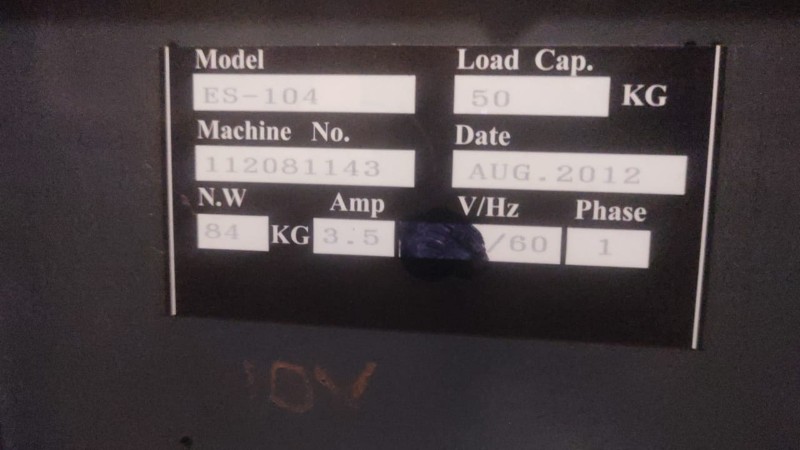 Model Load Cap.
ES-104 50 KG
Machine No. Date
112081143 AUG.2012
N.W Amp V/Hz Phase
84 KG 3.5 /60 1